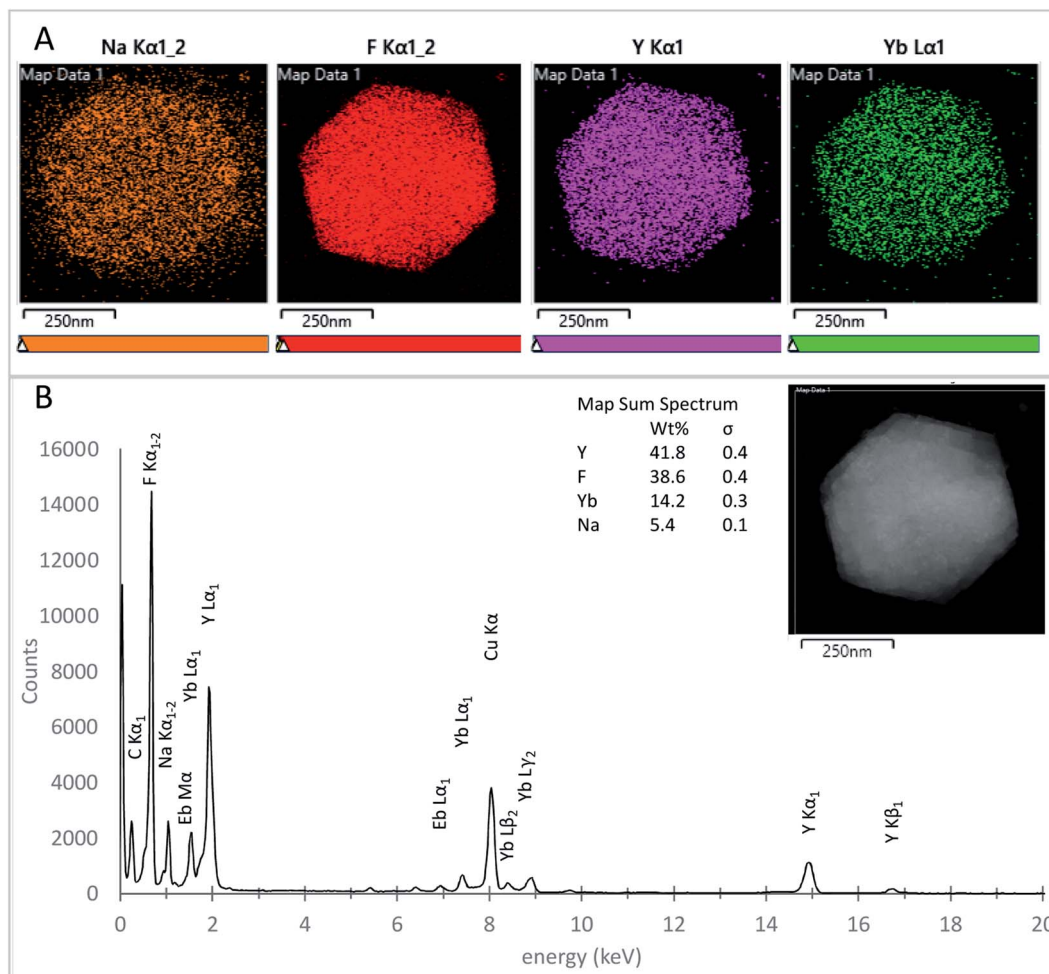 A
Na Kα1_2
F Kα1_2
Y Kα1
Yb Lα1
Map Data 1
Map Data 1
Map Data 1
Map Data 1
250nm
250nm
250nm
250nm
B
Map Sum Spectrum
Wt% σ
Y 41.8 0.4
F 38.6 0.4
Yb 14.2 0.3
Na 5.4 0.1
Map Data 1
250nm
16000
14000
12000
10000
8000
6000
4000
2000
0
Counts
C Kα₁
F Kα₁₋₂
Na Kα₁₋₂
Eb Mα
Yb Lα₁
Y Lα₁
Eb Lα₁
Yb Lα₁
Cu Kα
Yb Lβ₂
Yb Lγ₂
Y Kα₁
Y Kβ₁
0 2 4 6 8 10 12 14 16 18 20
energy (keV)